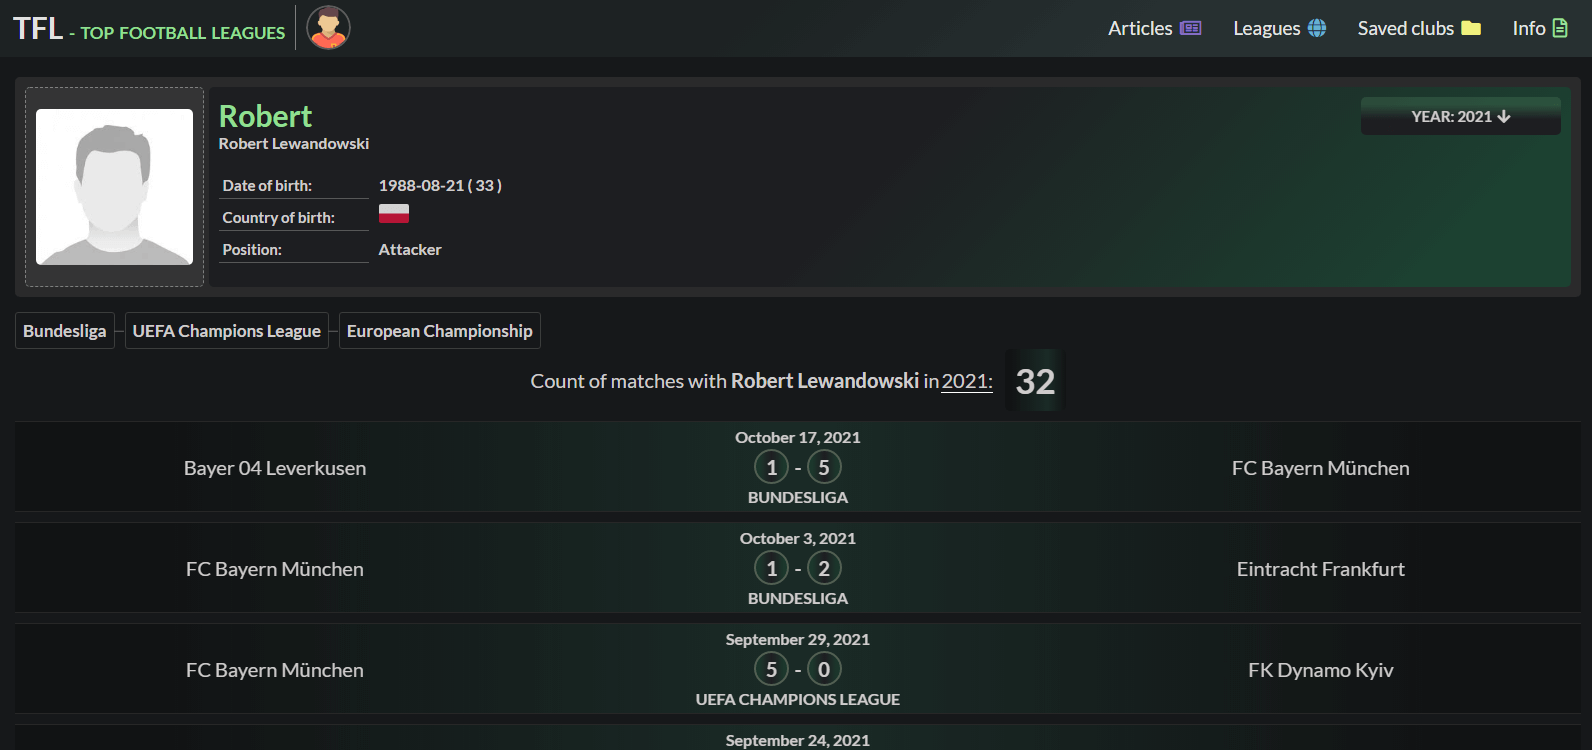 TFL - TOP FOOTBALL LEAGUES
Articles
Leagues
Saved clubs
Info
Robert
Robert Lewandowski
YEAR: 2021
Date of birth: 1988-08-21 ( 33 )
Country of birth:
Position: Attacker
Bundesliga
UEFA Champions League
European Championship
Count of matches with Robert Lewandowski in 2021: 32
October 17, 2021
Bayer 04 Leverkusen 1 - 5 FC Bayern München
BUNDESLIGA
October 3, 2021
FC Bayern München 1 - 2 Eintracht Frankfurt
BUNDESLIGA
September 29, 2021
FC Bayern München 5 - 0 FK Dynamo Kyiv
UEFA CHAMPIONS LEAGUE
September 24, 2021